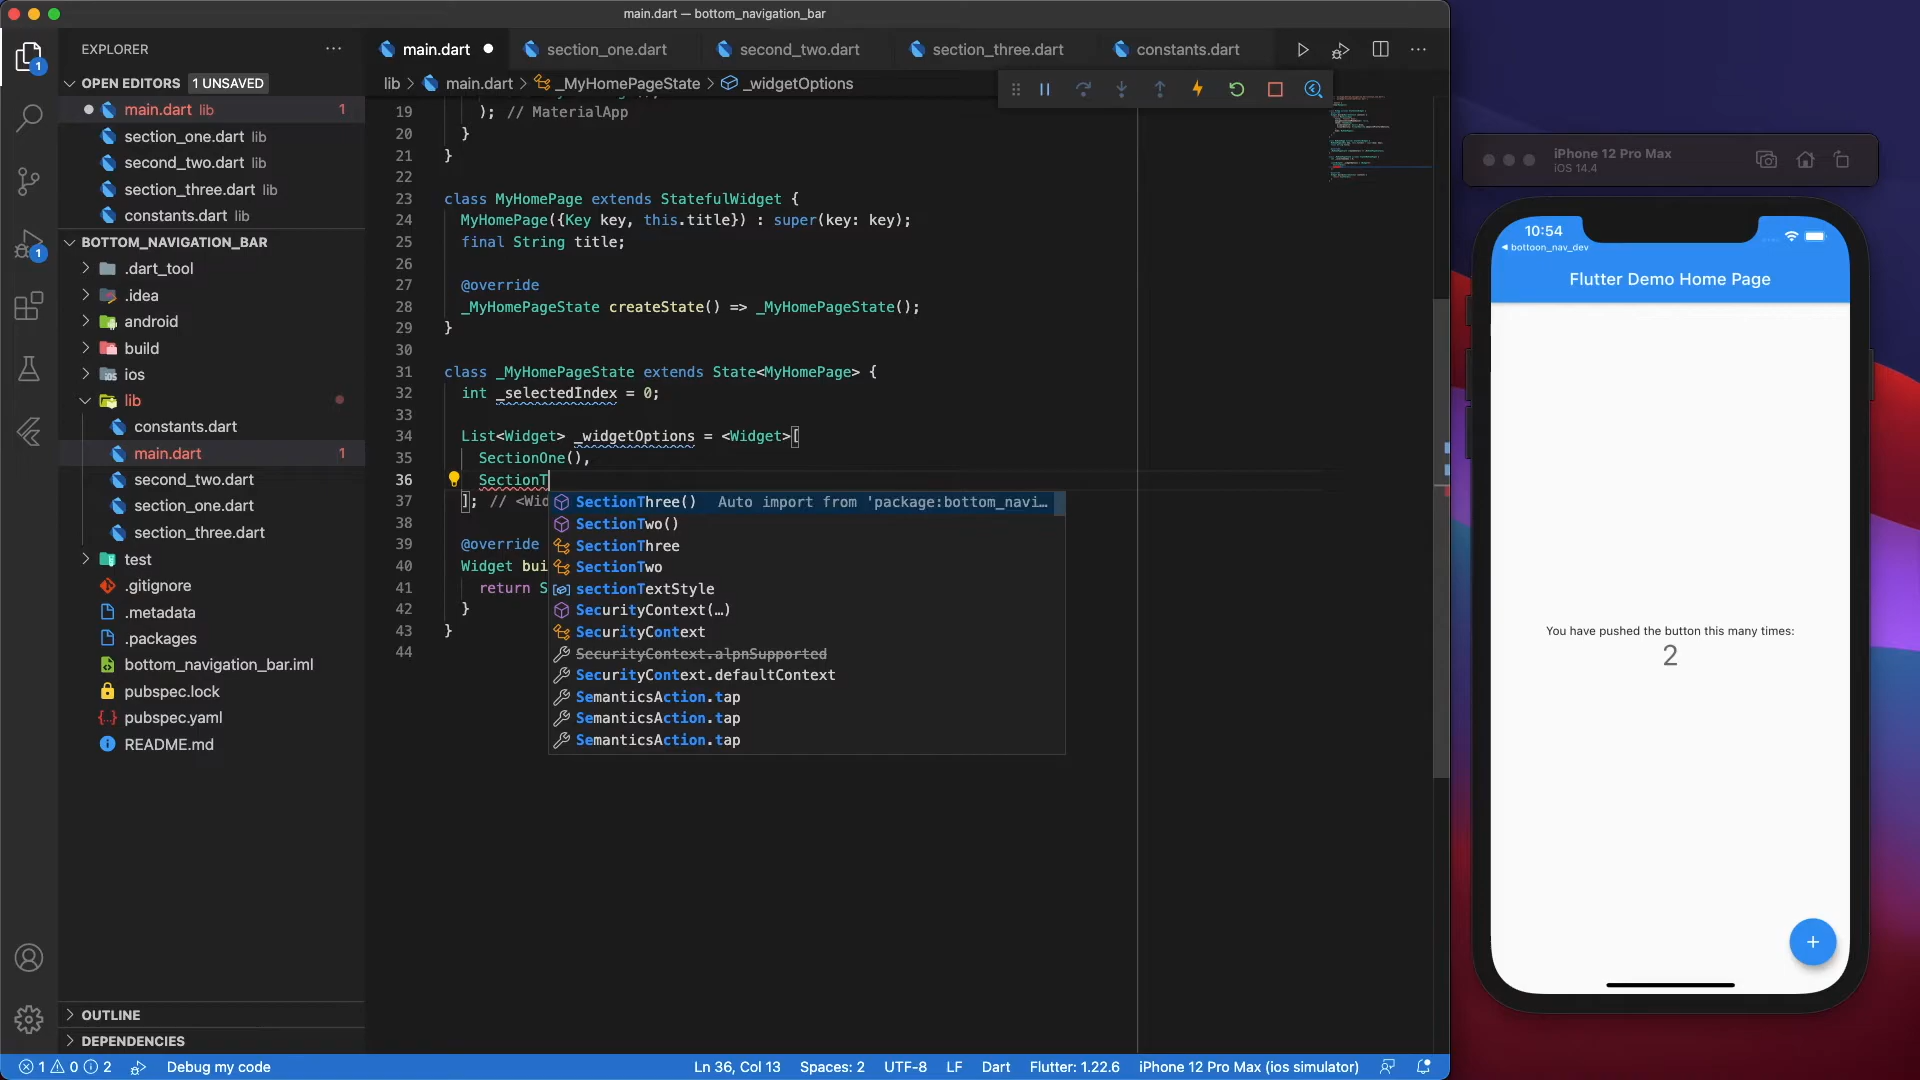 main.dart — bottom_navigation_bar
EXPLORER
main.dart
section_one.dart
second_two.dart
section_three.dart
constants.dart
OPEN EDITORS 1 UNSAVED
main.dart lib 1
section_one.dart lib
second_two.dart lib
section_three.dart lib
constants.dart lib
BOTTOM_NAVIGATION_BAR
.dart_tool
.idea
android
build
ios
lib
constants.dart
main.dart 1
second_two.dart
section_one.dart
section_three.dart
test
.gitignore
.metadata
.packages
bottom_navigation_bar.iml
pubspec.lock
pubspec.yaml
README.md
OUTLINE
DEPENDENCIES
1
1
lib > main.dart > _MyHomePageState > _widgetOptions
19 ); // MaterialApp
20 }
21 }
22
23 class MyHomePage extends StatefulWidget {
24 MyHomePage({Key key, this.title}) : super(key: key);
25 final String title;
26
27 @override
28 _MyHomePageState createState() => _MyHomePageState();
29 }
30
31 class _MyHomePageState extends State<MyHomePage> {
32 int _selectedIndex = 0;
33
34 List<Widget> _widgetOptions = <Widget>[
35 SectionOne(),
36 SectionT
37 ]; // <Wid
38
39 @override
40 Widget bui
41 return S
42 }
43 }
44
SectionThree() Auto import from 'package:bottom_navi…
SectionTwo()
SectionThree
SectionTwo
sectionTextStyle
SecurityContext(…)
SecurityContext
SecurityContext.alpnSupported
SecurityContext.defaultContext
SemanticsAction.tap
SemanticsAction.tap
SemanticsAction.tap
1 0 2 Debug my code
Ln 36, Col 13 Spaces: 2 UTF-8 LF Dart Flutter: 1.22.6 iPhone 12 Pro Max (ios simulator)
iPhone 12 Pro Max
iOS 14.4
10:54
bottoon_nav_dev
Flutter Demo Home Page
You have pushed the button this many times:
2
+